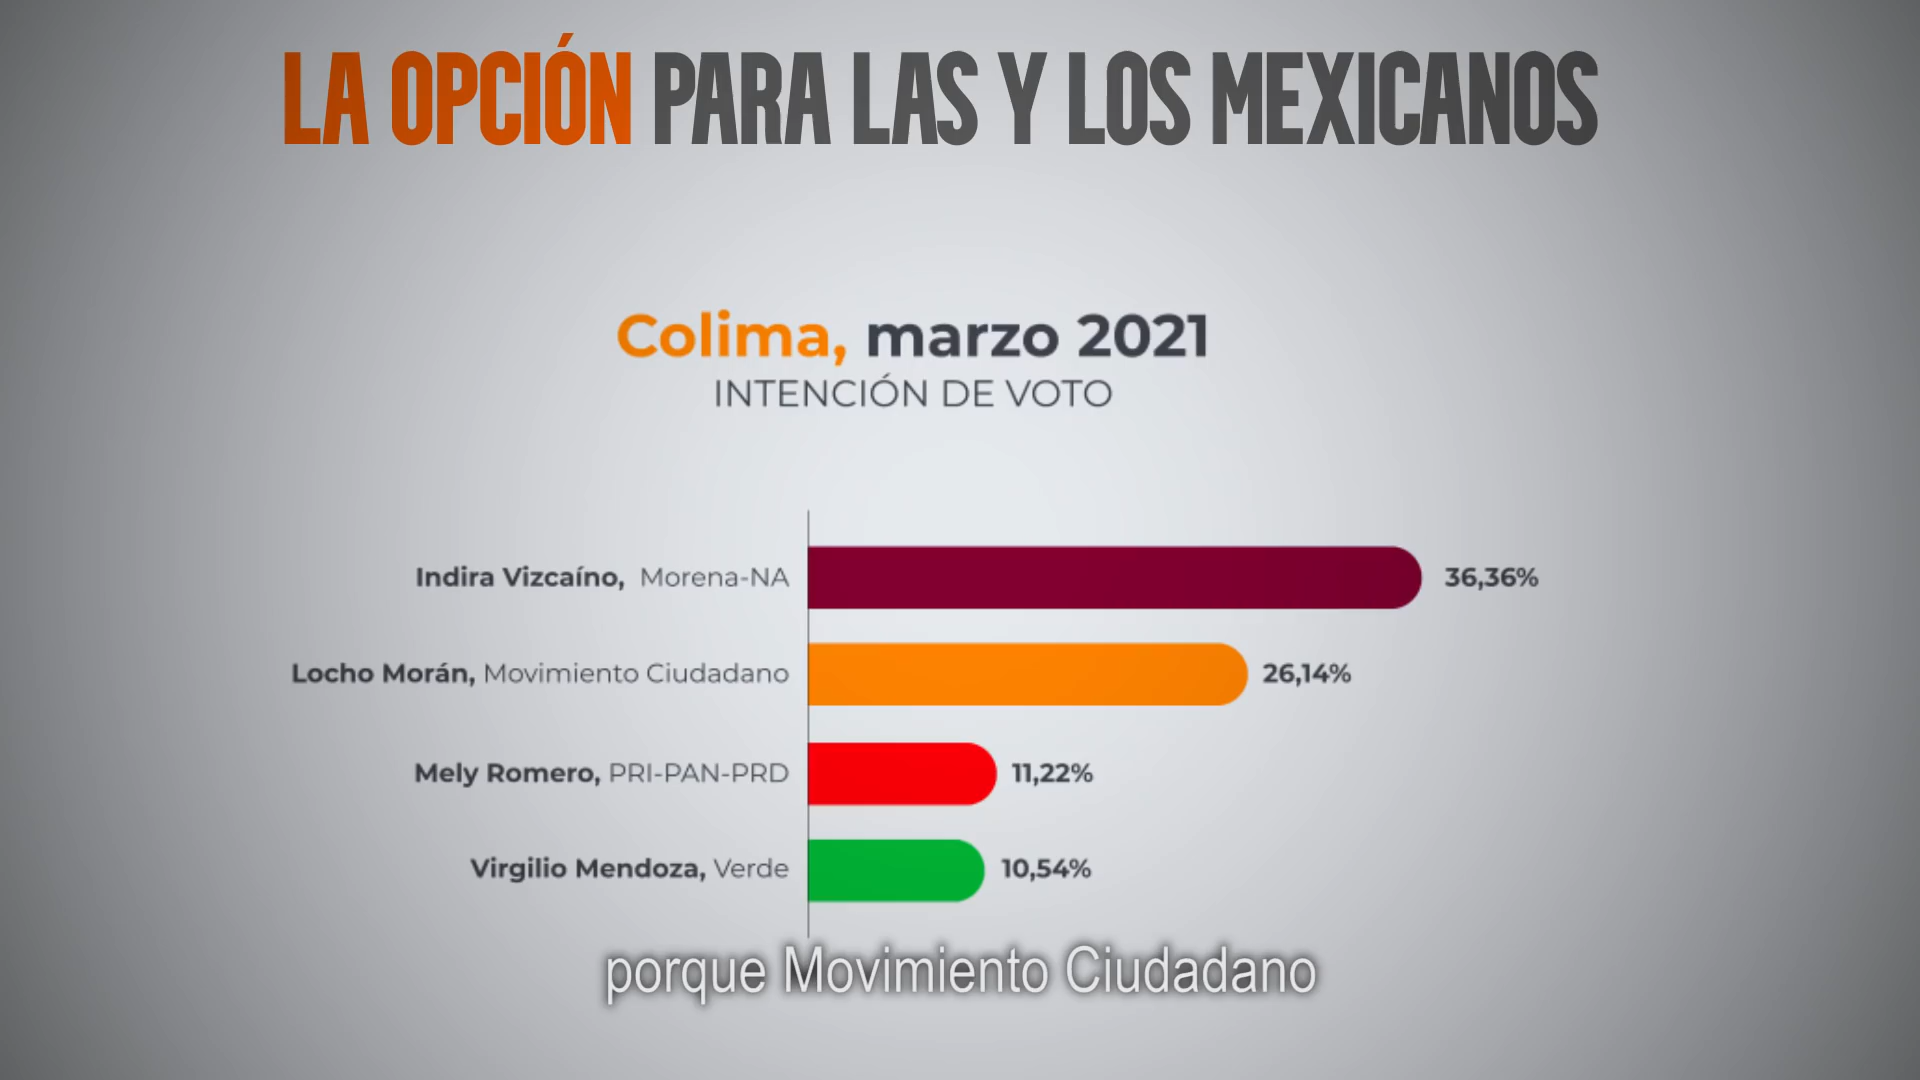 LA OPCIÓN PARA LAS Y LOS MEXICANOS
Colima, marzo 2021
INTENCIÓN DE VOTO
Indira Vizcaíno, Morena-NA 36,36%
Locho Morán, Movimiento Ciudadano 26,14%
Mely Romero, PRI-PAN-PRD 11,22%
Virgilio Mendoza, Verde 10,54%
porque Movimiento Ciudadano